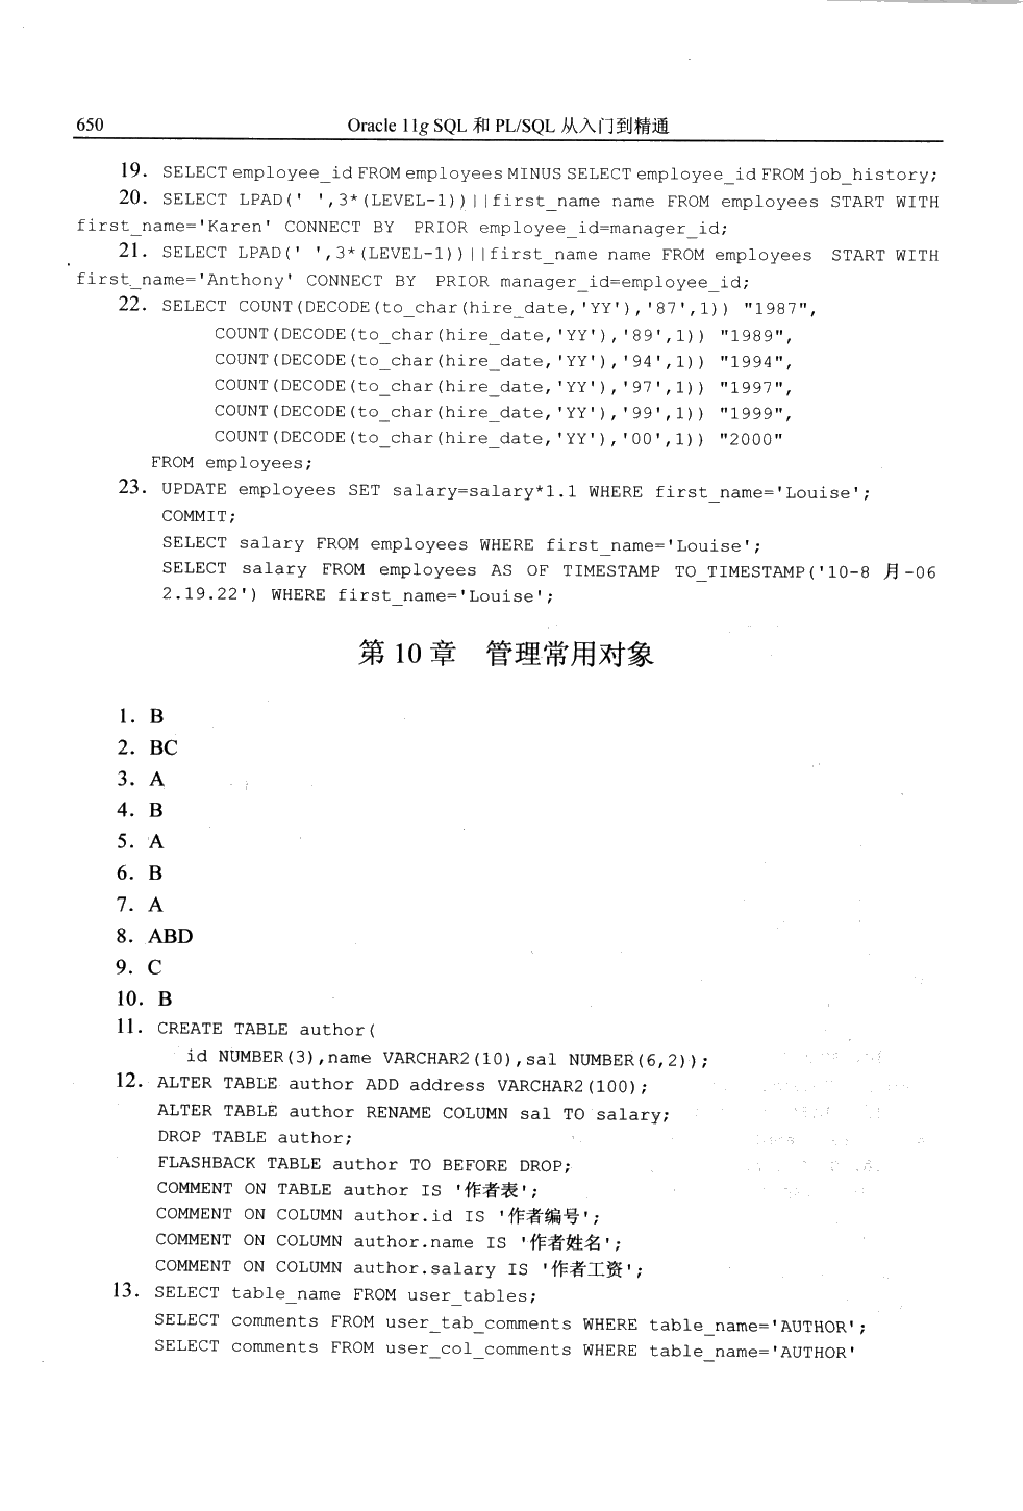 650
Oracle 11g SQL 和 PL/SQL 从入门到精通
19. SELECT employee_id FROM employees MINUS SELECT employee_id FROM job_history;
20. SELECT LPAD(' ',3*(LEVEL-1))||first_name name FROM employees START WITH
first_name='Karen' CONNECT BY PRIOR employee_id=manager_id;
21. SELECT LPAD(' ',3*(LEVEL-1))||first_name name FROM employees START WITH
first_name='Anthony' CONNECT BY PRIOR manager_id=employee_id;
22. SELECT COUNT(DECODE(to_char(hire_date,'YY'),'87',1)) "1987",
COUNT(DECODE(to_char(hire_date,'YY'),'89',1)) "1989",
COUNT(DECODE(to_char(hire_date,'YY'),'94',1)) "1994",
COUNT(DECODE(to_char(hire_date,'YY'),'97',1)) "1997",
COUNT(DECODE(to_char(hire_date,'YY'),'99',1)) "1999",
COUNT(DECODE(to_char(hire_date,'YY'),'00',1)) "2000"
FROM employees;
23. UPDATE employees SET salary=salary*1.1 WHERE first_name='Louise';
COMMIT;
SELECT salary FROM employees WHERE first_name='Louise';
SELECT salary FROM employees AS OF TIMESTAMP TO_TIMESTAMP('10-8 月-06
2.19.22') WHERE first_name='Louise';
第 10 章 管理常用对象
1. B
2. BC
3. A
4. B
5. A
6. B
7. A
8. ABD
9. C
10. B
11. CREATE TABLE author(
id NUMBER(3),name VARCHAR2(10),sal NUMBER(6,2));
12. ALTER TABLE author ADD address VARCHAR2(100);
ALTER TABLE author RENAME COLUMN sal TO salary;
DROP TABLE author;
FLASHBACK TABLE author TO BEFORE DROP;
COMMENT ON TABLE author IS '作者表';
COMMENT ON COLUMN author.id IS '作者编号';
COMMENT ON COLUMN author.name IS '作者姓名';
COMMENT ON COLUMN author.salary IS '作者工资';
13. SELECT table_name FROM user_tables;
SELECT comments FROM user_tab_comments WHERE table_name='AUTHOR';
SELECT comments FROM user_col_comments WHERE table_name='AUTHOR'